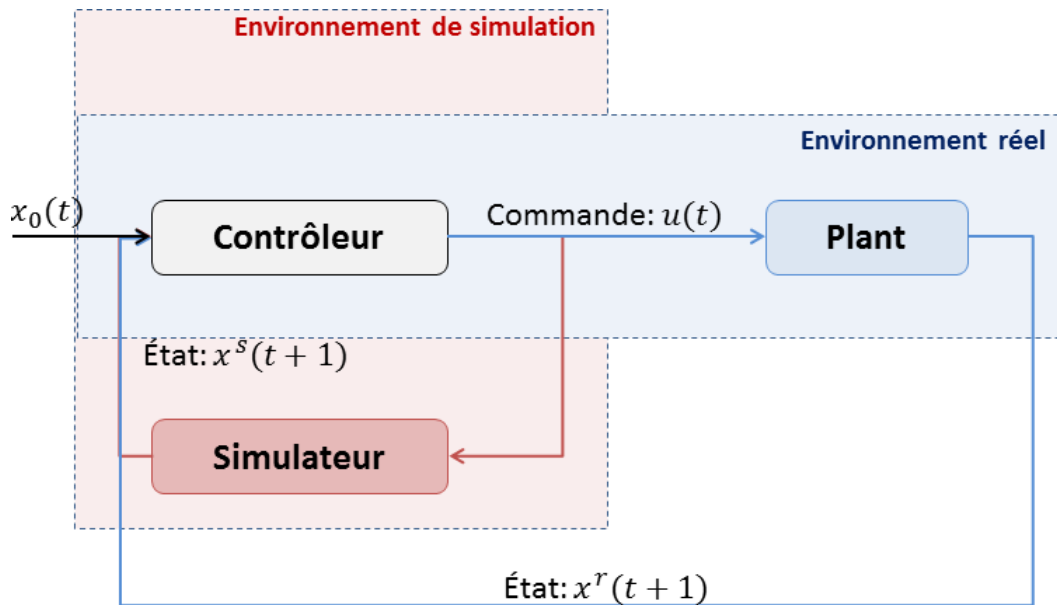 Environnement de simulation
Environnement réel
x₀(t)
Contrôleur
Commande: u(t)
Plant
État: xˢ(t + 1)
Simulateur
État: xʳ(t + 1)